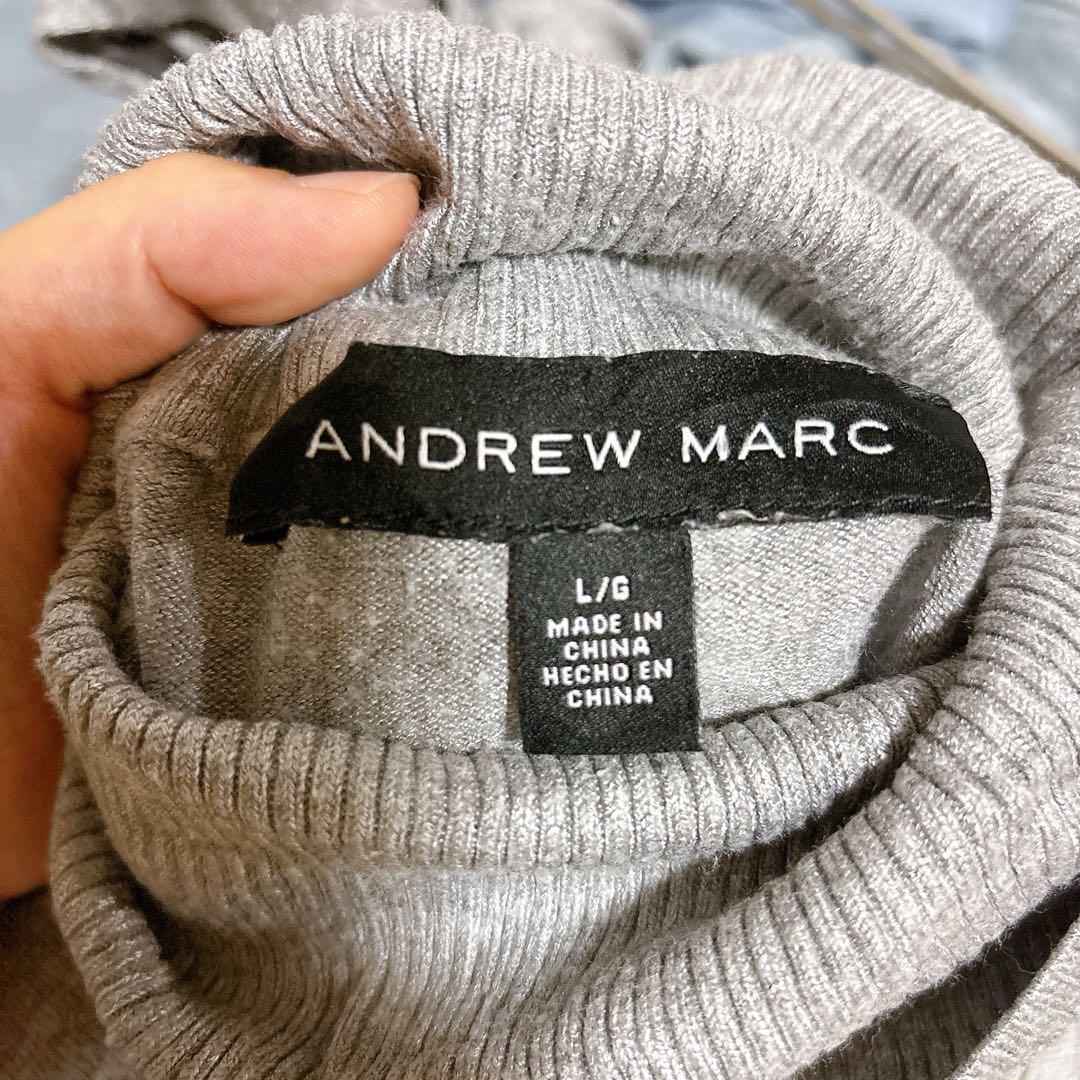 ANDREW MARC
L/G
MADE IN
CHINA
HECHO EN
CHINA